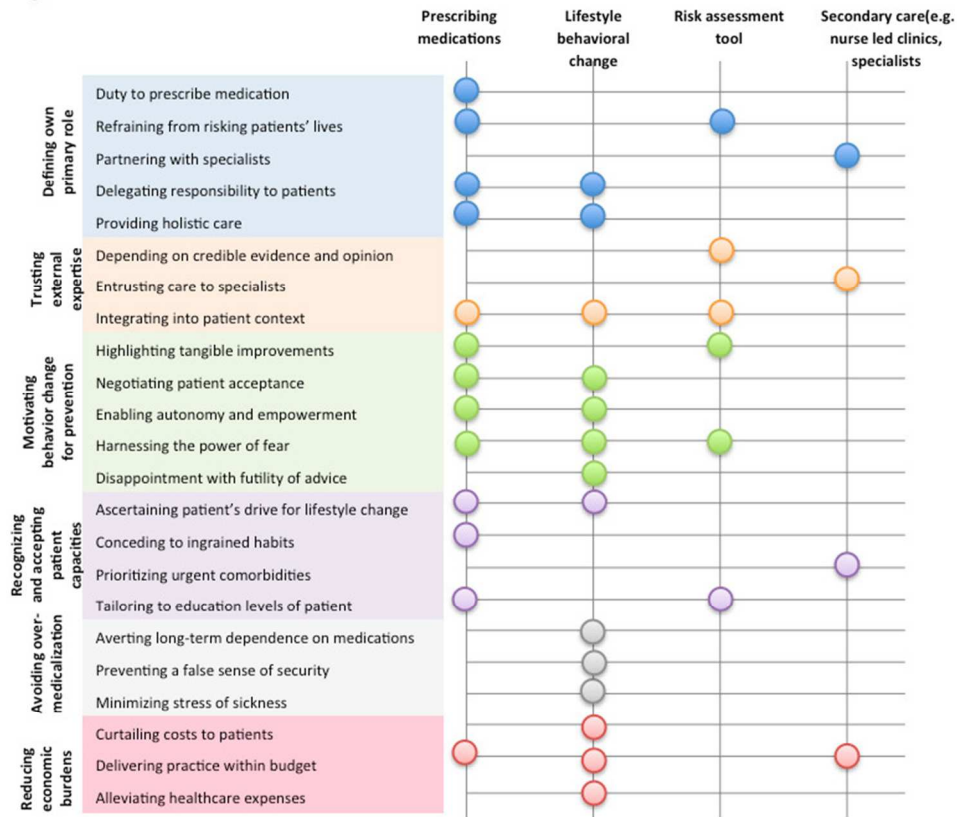 Prescribing
medications
Lifestyle
behavioral
change
Risk assessment
tool
Secondary care(e.g.
nurse led clinics,
specialists
Defining own
primary role
Duty to prescribe medication
Refraining from risking patients' lives
Partnering with specialists
Delegating responsibility to patients
Providing holistic care
Trusting
external
expertise
Depending on credible evidence and opinion
Entrusting care to specialists
Integrating into patient context
Motivating
behavior change
for prevention
Highlighting tangible improvements
Negotiating patient acceptance
Enabling autonomy and empowerment
Harnessing the power of fear
Disappointment with futility of advice
Recognizing
and accepting
patient
capacities
Ascertaining patient's drive for lifestyle change
Conceding to ingrained habits
Prioritizing urgent comorbidities
Tailoring to education levels of patient
Avoiding over-
medicalization
Averting long-term dependence on medications
Preventing a false sense of security
Minimizing stress of sickness
Reducing
economic
burdens
Curtailing costs to patients
Delivering practice within budget
Alleviating healthcare expenses